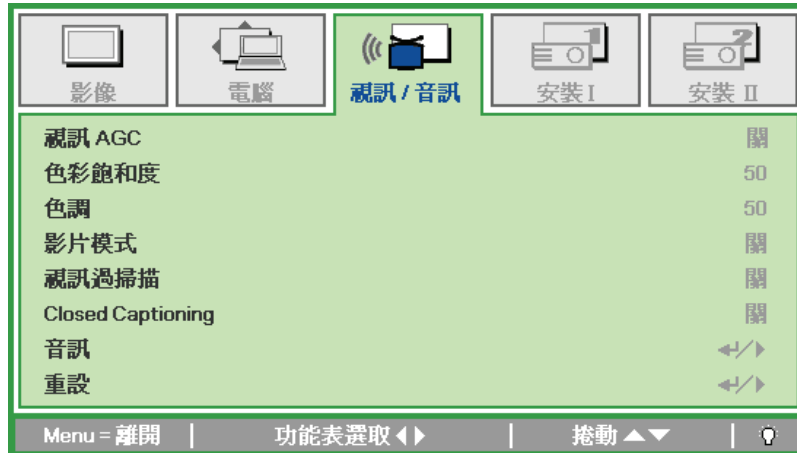 影像
電腦
視訊 / 音訊
安裝 I
安裝 II
視訊 AGC 關
色彩飽和度 50
色調 50
影片模式 關
視訊過掃描 關
Closed Captioning 關
音訊
重設
Menu = 離開 功能表選取 捲動